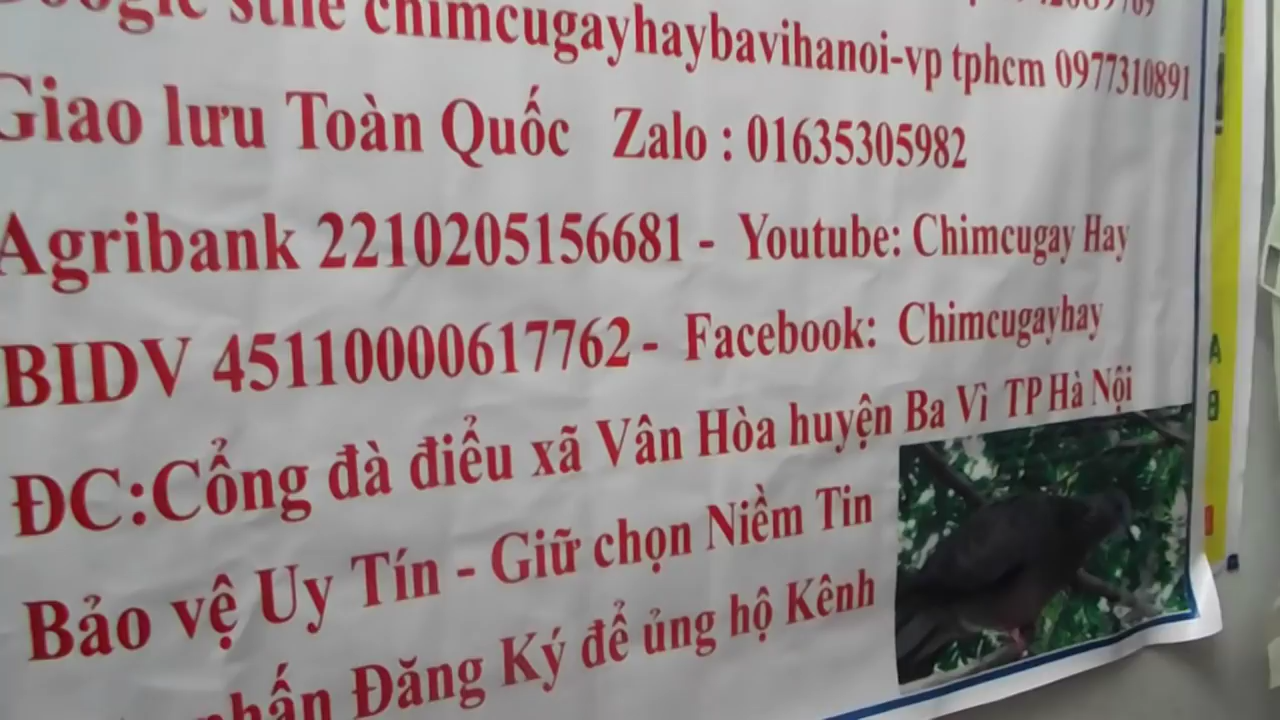 stile chimcugayhaybavihanoi-vp tphcm 0977310891
Giao lưu Toàn Quốc Zalo : 01635305982
Agribank 2210205156681 - Youtube: Chimcugay Hay
BIDV 45110000617762 - Facebook: Chimcugayhay
ĐC:Cổng đà điểu xã Vân Hòa huyện Ba Vì TP Hà Nội
Bảo vệ Uy Tín - Giữ chọn Niềm Tin
nhấn Đăng Ký để ủng hộ Kênh